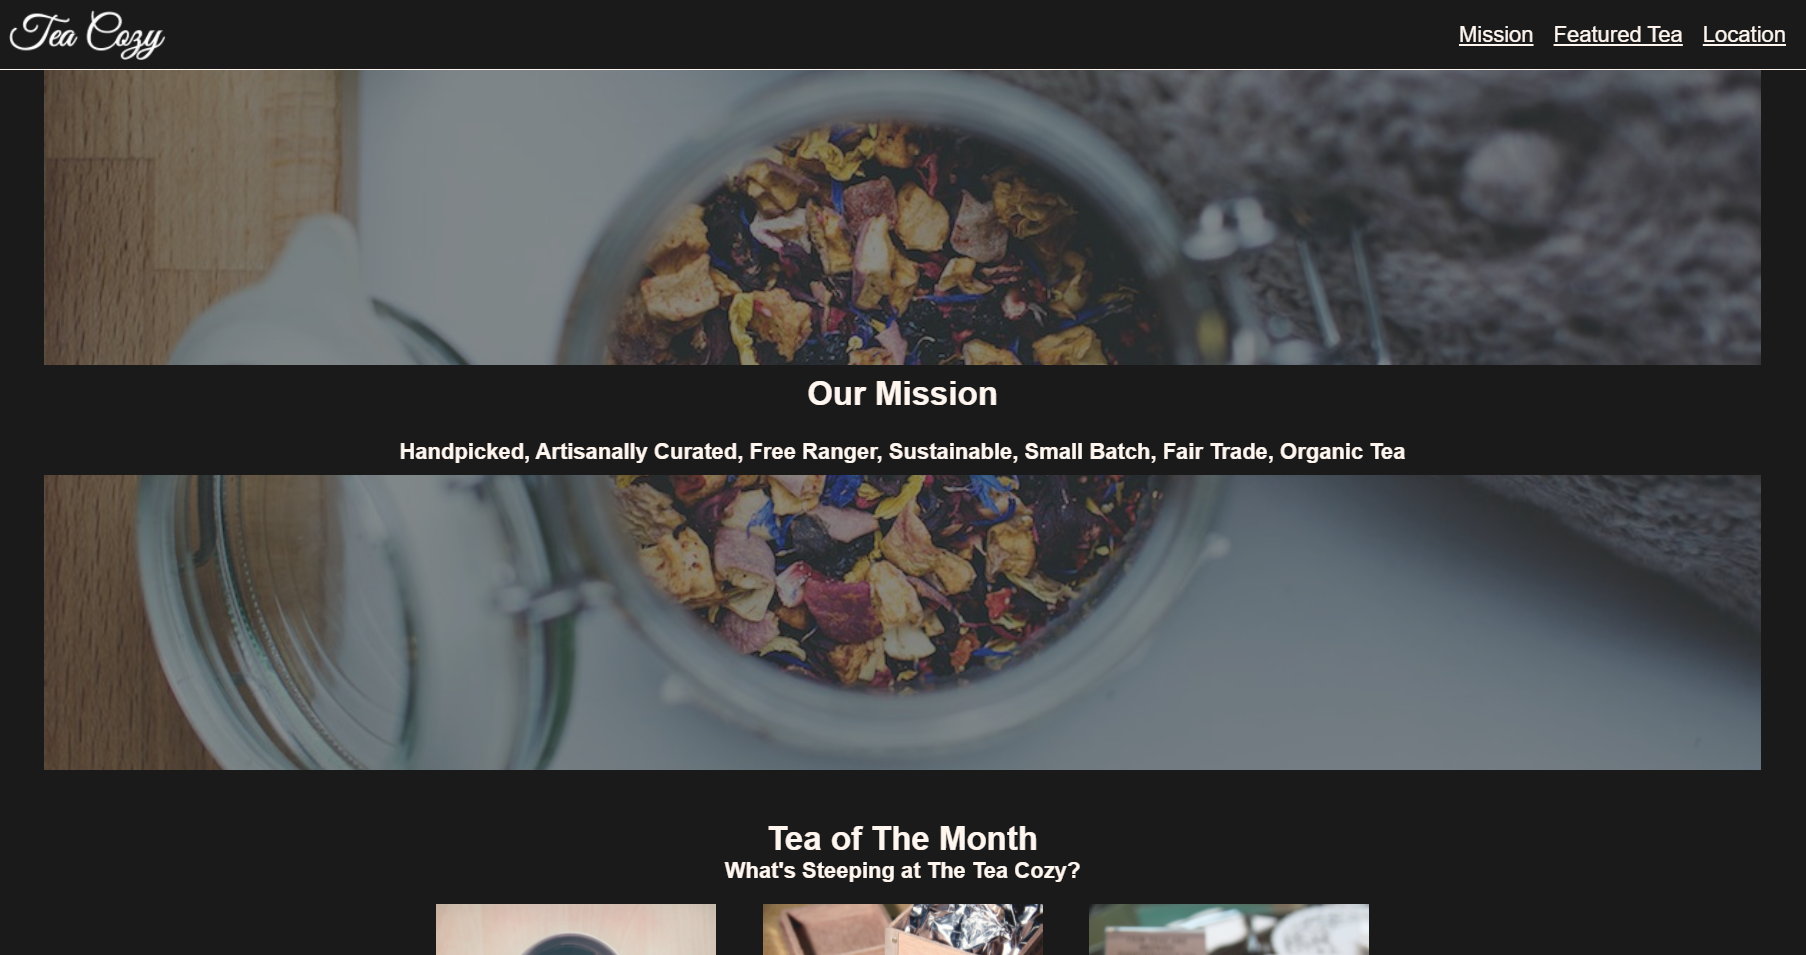 Tea Cozy
Mission Featured Tea Location
Our Mission
Handpicked, Artisanally Curated, Free Ranger, Sustainable, Small Batch, Fair Trade, Organic Tea
Tea of The Month
What's Steeping at The Tea Cozy?